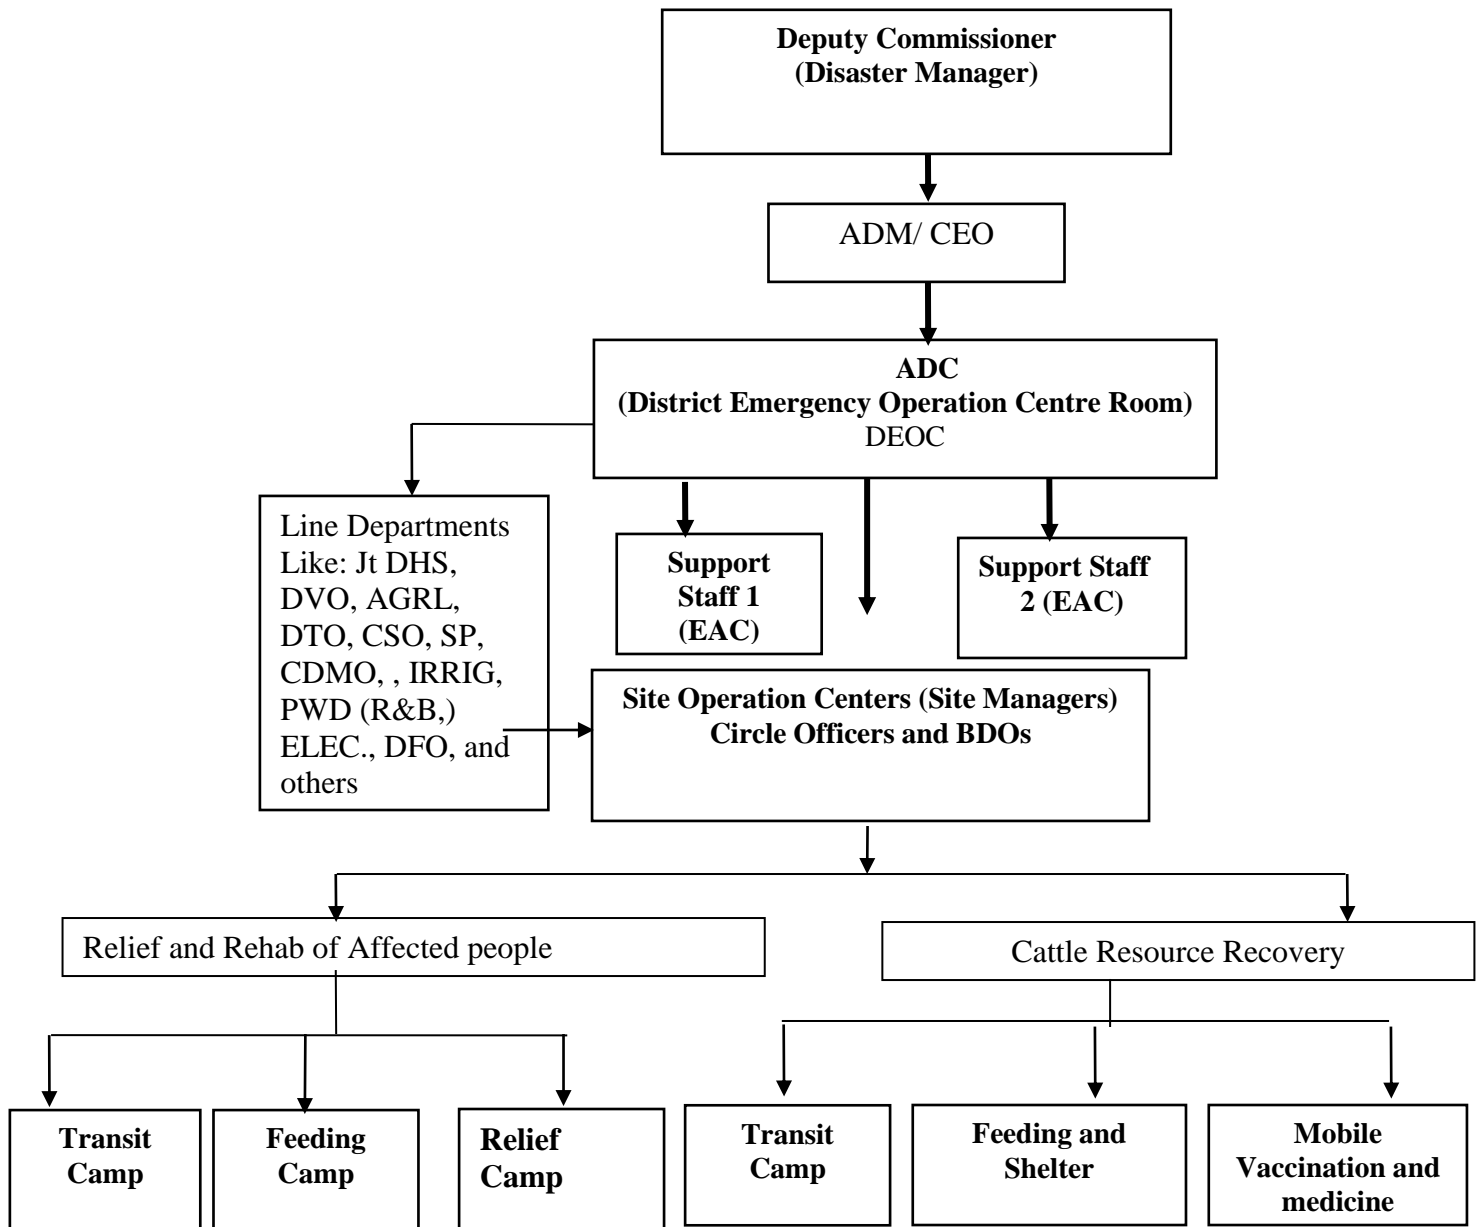 Deputy Commissioner
(Disaster Manager)
ADM/ CEO
ADC
(District Emergency Operation Centre Room)
DEOC
Line Departments
Like: Jt DHS,
DVO, AGRL,
DTO, CSO, SP,
CDMO, , IRRIG,
PWD (R&B,)
ELEC., DFO, and
others
Support
Staff 1
(EAC)
Support Staff
2 (EAC)
Site Operation Centers (Site Managers)
Circle Officers and BDOs
Relief and Rehab of Affected people
Cattle Resource Recovery
Transit
Camp
Feeding
Camp
Relief
Camp
Transit
Camp
Feeding and
Shelter
Mobile
Vaccination and
medicine